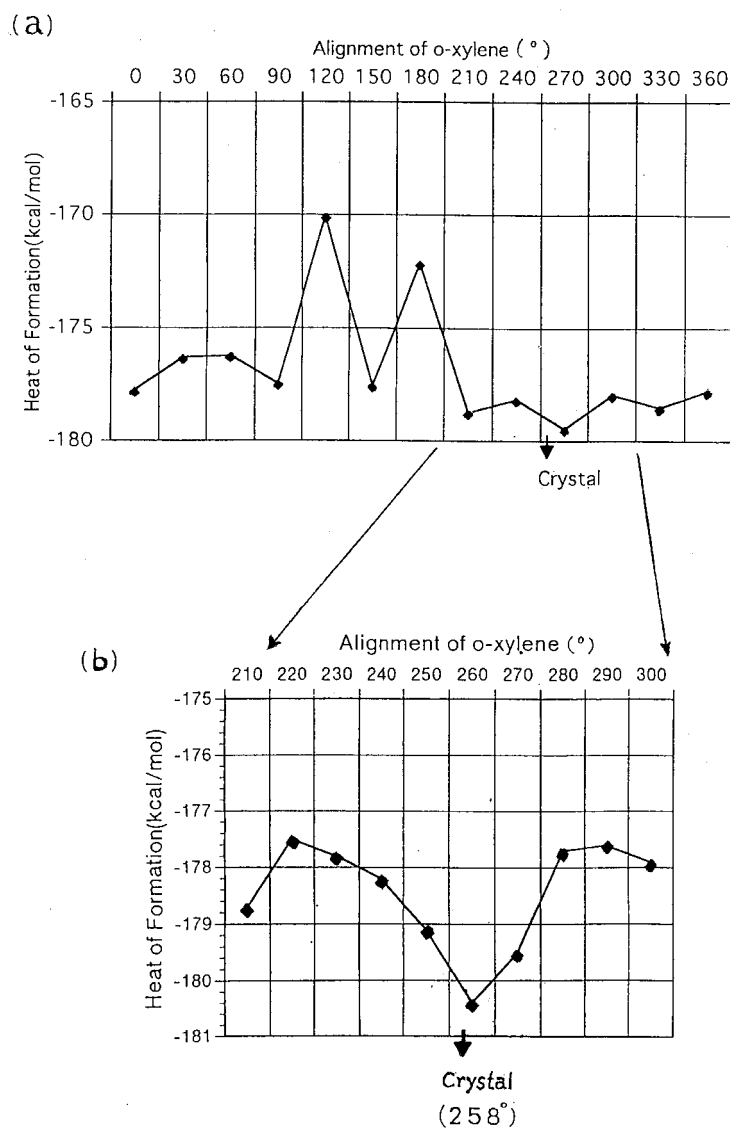 (a)
Alignment of o-xylene (°)
0 30 60 90 120 150 180 210 240 270 300 330 360
Heat of Formation(kcal/mol)
-165
-170
-175
-180
Crystal
(b)
Alignment of o-xylene (°)
210 220 230 240 250 260 270 280 290 300
Heat of Formation(kcal/mol)
-175
-176
-177
-178
-179
-180
-181
Crystal
(258°)